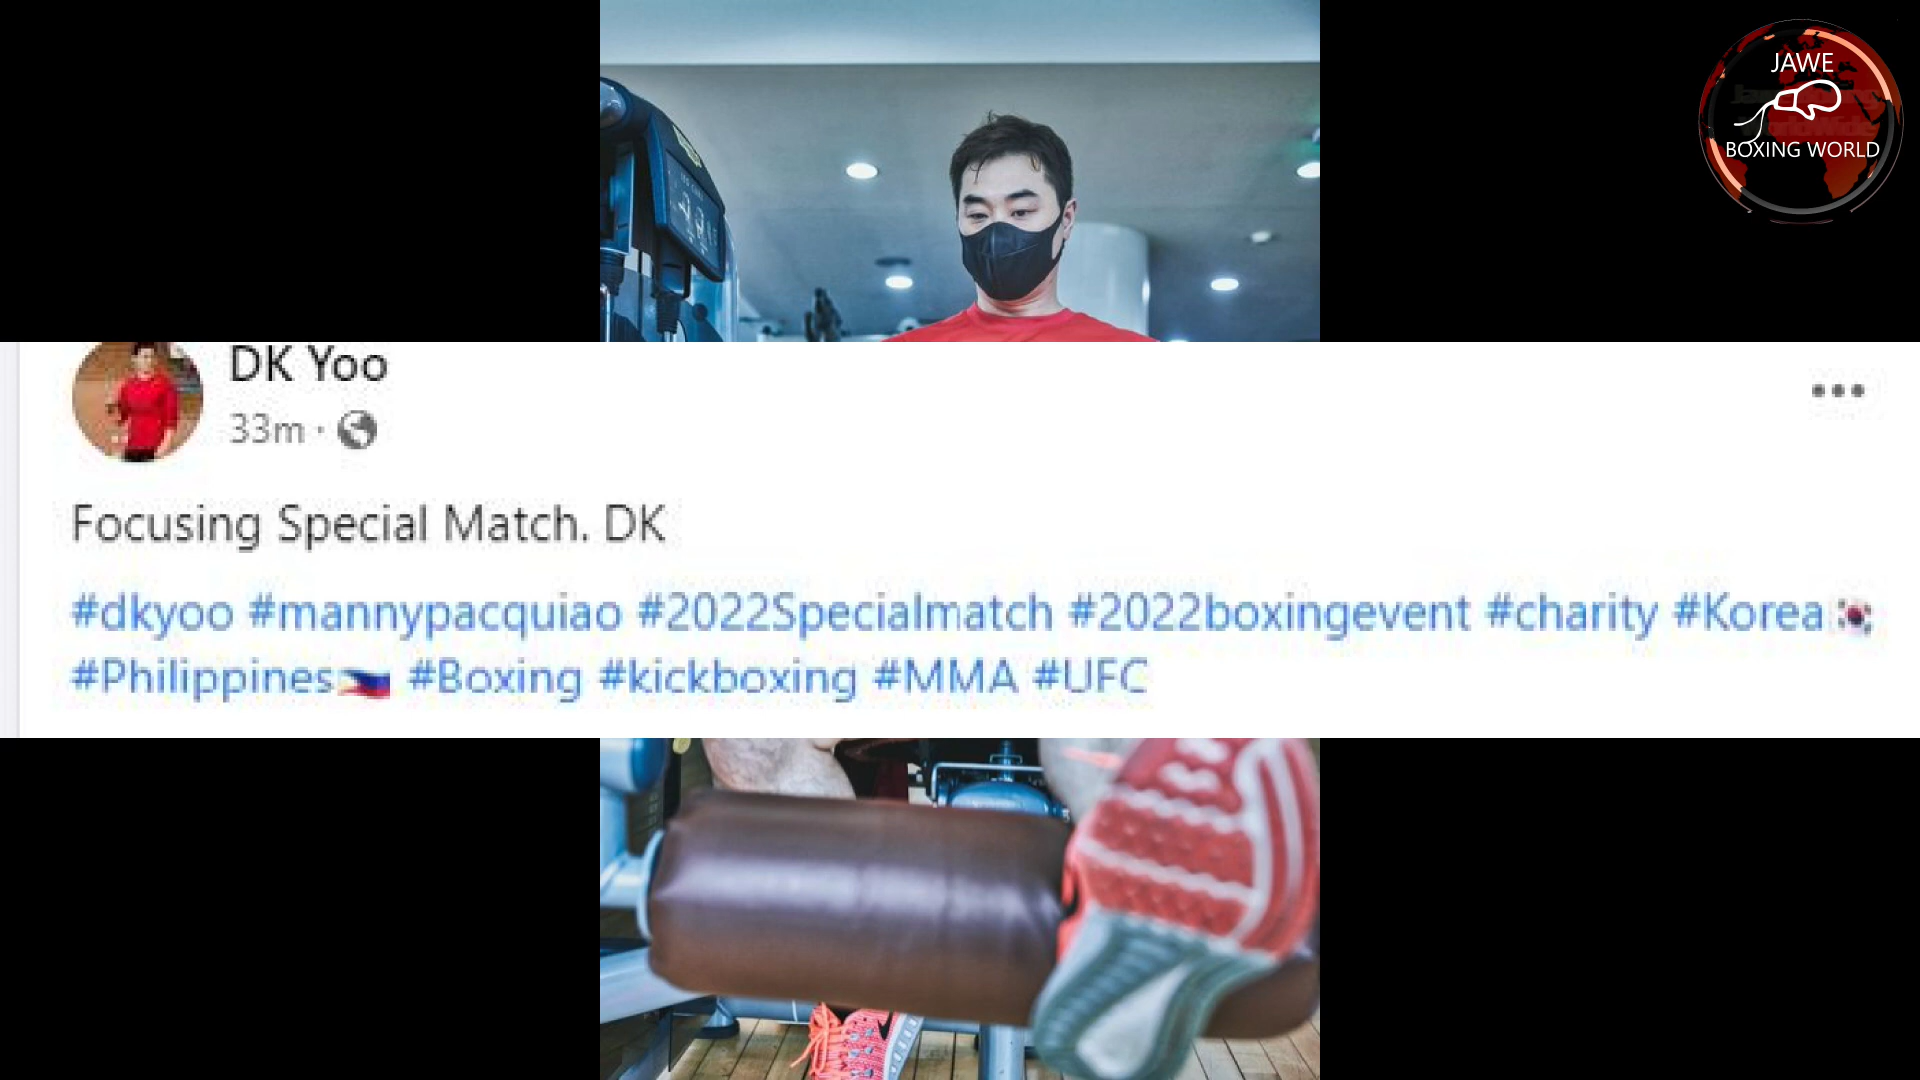 JAWE
BOXING WORLD
DK Yoo
33m ·
Focusing Special Match. DK
#dkyoo #mannypacquiao #2022Specialmatch #2022boxingevent #charity #Korea🇰🇷
#Philippines🇵🇭 #Boxing #kickboxing #MMA #UFC